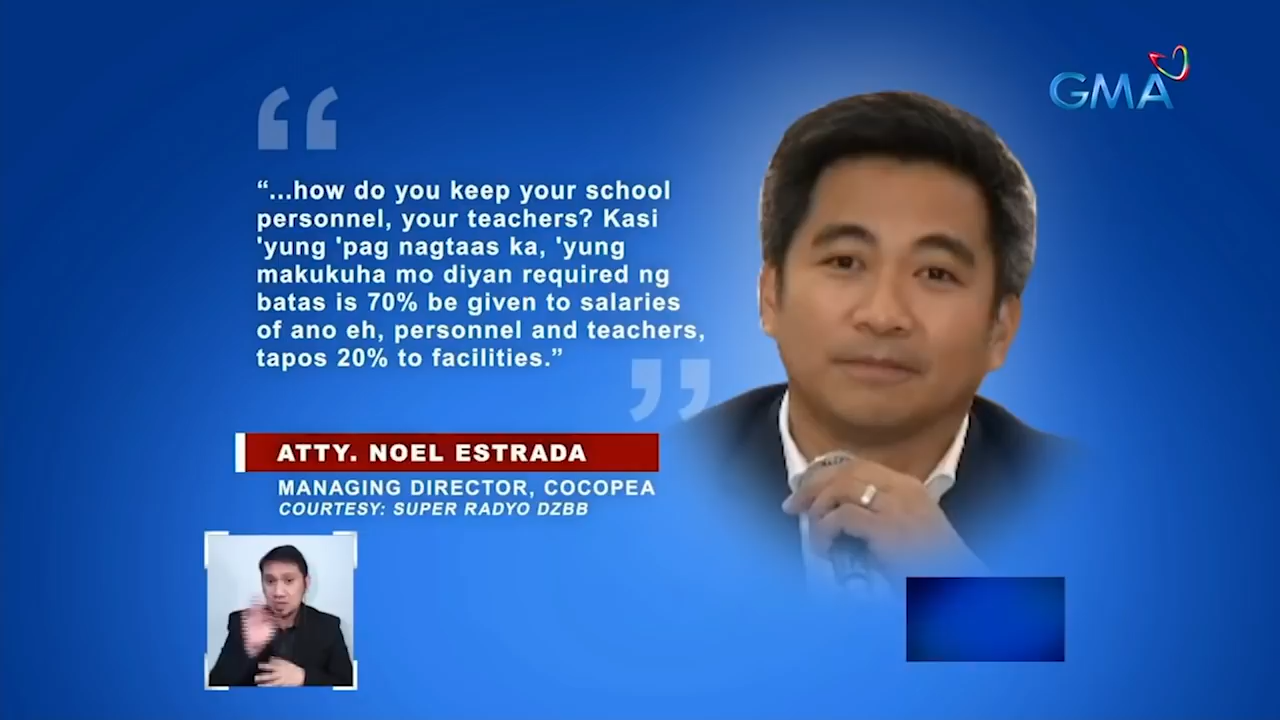 GMA
“...how do you keep your school
personnel, your teachers? Kasi
'yung 'pag nagtaas ka, 'yung
makukuha mo diyan required ng
batas is 70% be given to salaries
of ano eh, personnel and teachers,
tapos 20% to facilities.”
ATTY. NOEL ESTRADA
MANAGING DIRECTOR, COCOPEA
COURTESY: SUPER RADYO DZBB